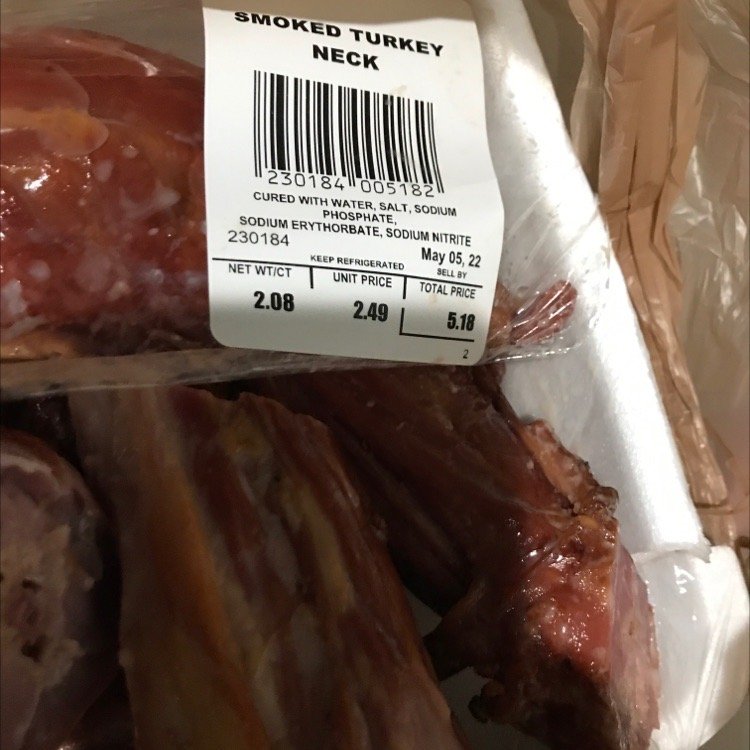 SMOKED TURKEY
NECK
230184 005182
CURED WITH WATER, SALT, SODIUM
PHOSPHATE,
SODIUM ERYTHORBATE, SODIUM NITRITE
230184
May 05, 22
KEEP REFRIGERATED
SELL BY
NET WT/CT
UNIT PRICE
TOTAL PRICE
2.08
2.49
5.18
2